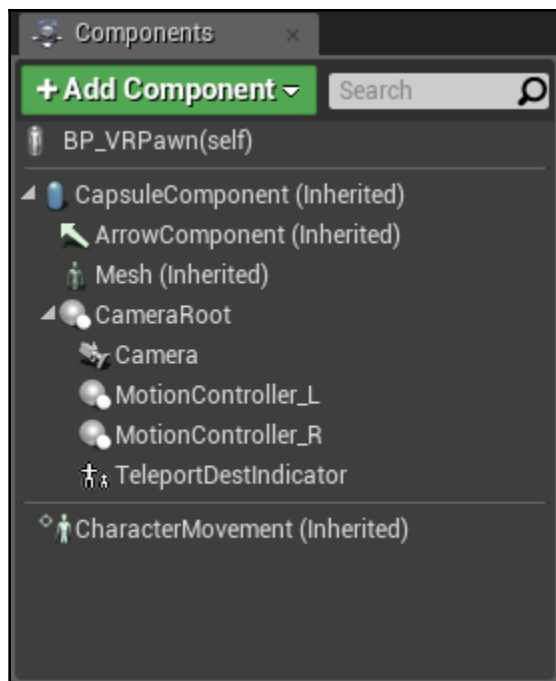 Components
+ Add Component
Search
BP_VRPawn(self)
CapsuleComponent (Inherited)
ArrowComponent (Inherited)
Mesh (Inherited)
CameraRoot
Camera
MotionController_L
MotionController_R
TeleportDestIndicator
CharacterMovement (Inherited)